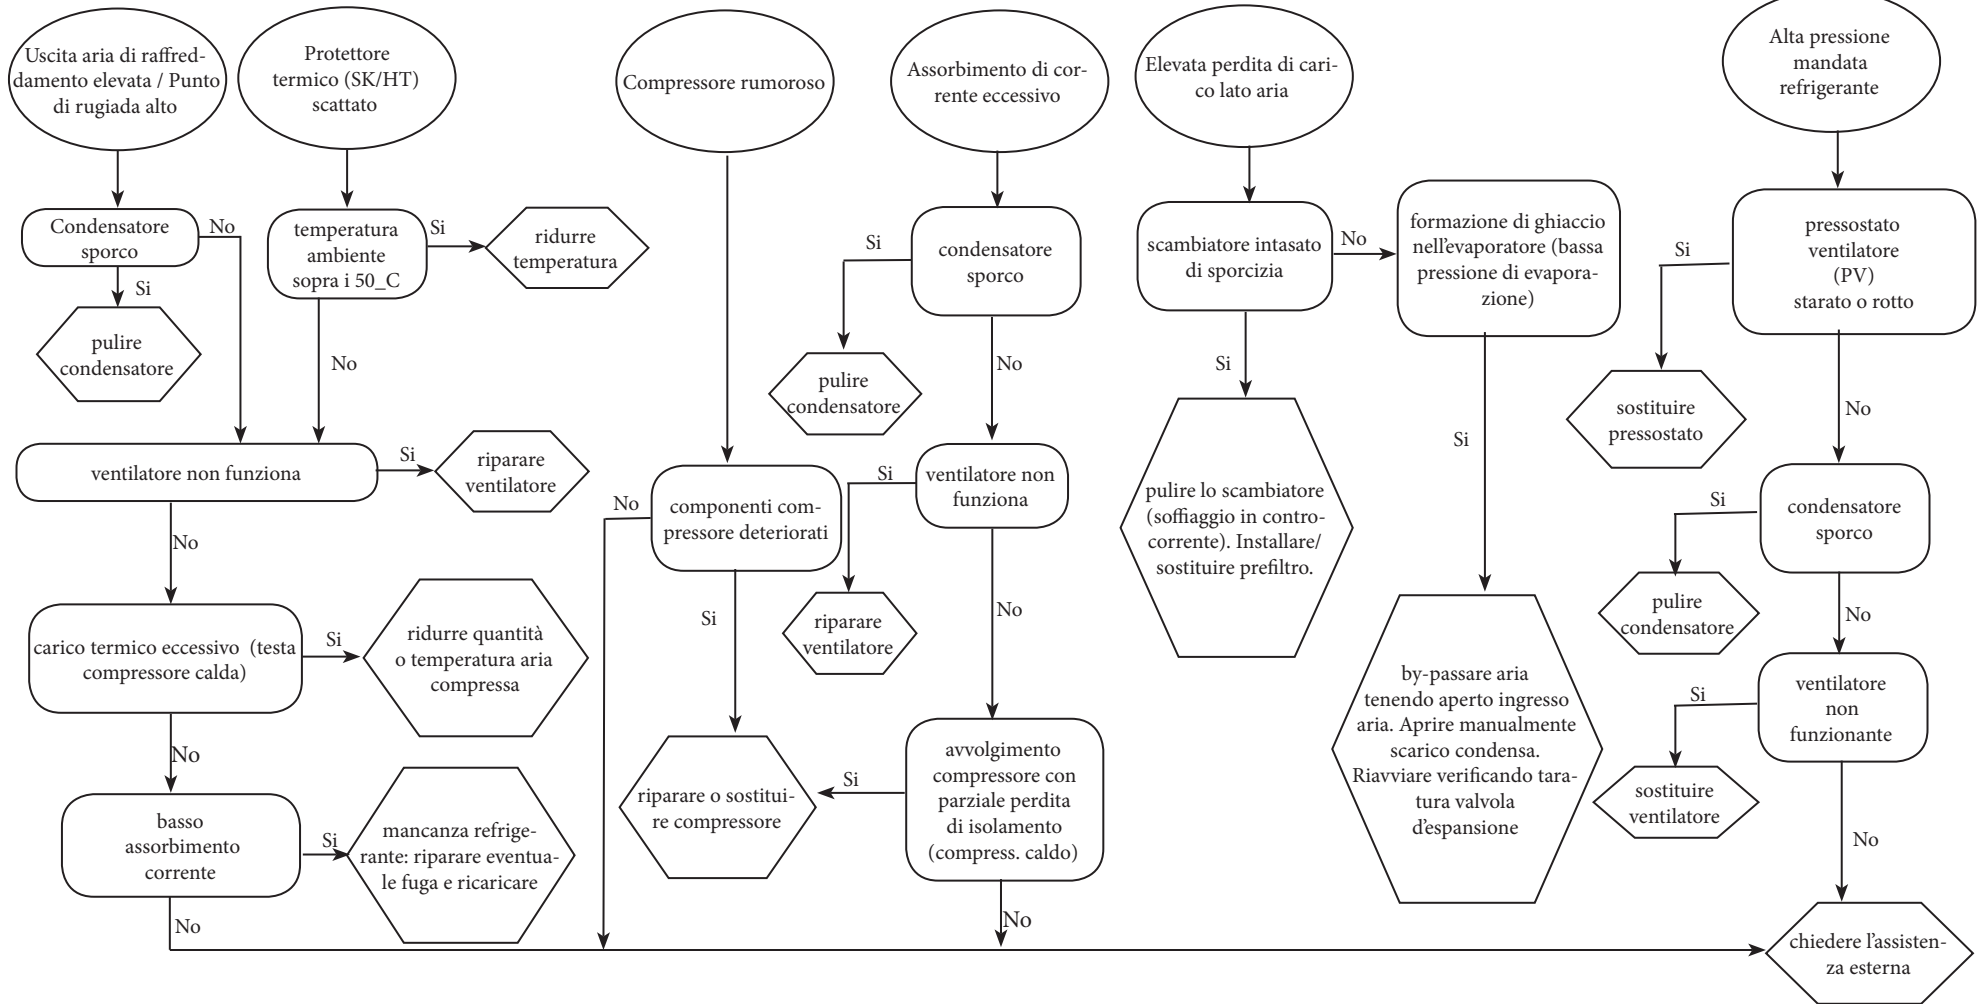 Uscita aria di raffred-
damento elevata / Punto
di rugiada alto
Protettore
termico (SK/HT)
scattato
Compressore rumoroso
Assorbimento di cor-
rente eccessivo
Elevata perdita di cari-
co lato aria
Alta pressione
mandata
refrigerante
Condensatore
sporco
No
Si
pulire
condensatore
temperatura
ambiente
sopra i 50_C
Si
ridurre
temperatura
No
ventilatore non funziona
Si
riparare
ventilatore
No
carico termico eccessivo (testa
compressore calda)
Si
ridurre quantità
o temperatura aria
compressa
No
basso
assorbimento
corrente
Si
mancanza refrige-
rante: riparare eventua-
le fuga e ricaricare
No
No
componenti com-
pressore deteriorati
Si
riparare o sostitui-
re compressore
condensatore
sporco
Si
pulire
condensatore
No
ventilatore non
funziona
Si
riparare
ventilatore
No
avvolgimento
compressore con
parziale perdita
di isolamento
(compress. caldo)
Si
No
scambiatore intasato
di sporcizia
No
Si
pulire lo scambiatore
(soffiaggio in contro-
corrente). Installare/
sostituire prefiltro.
formazione di ghiaccio
nell'evaporatore (bassa
pressione di evapora-
zione)
Si
by-passare aria
tenendo aperto ingresso
aria. Aprire manualmente
scarico condensa.
Riavviare verificando tara-
tura valvola
d'espansione
pressostato
ventilatore
(PV)
starato o rotto
Si
sostituire
pressostato
No
condensatore
sporco
Si
pulire
condensatore
No
ventilatore
non
funzionante
Si
sostituire
ventilatore
No
chiedere l'assisten-
za esterna